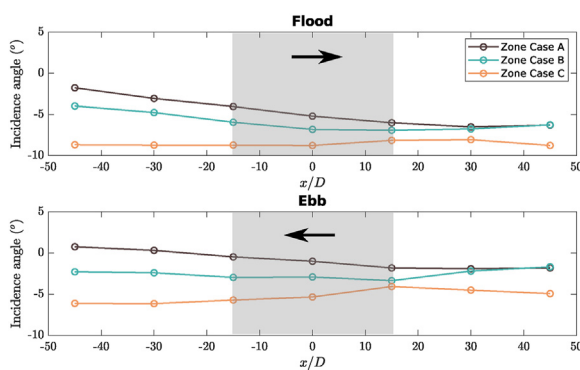 Flood
5
0
-5
-10
Incidence angle (°)
Zone Case A
Zone Case B
Zone Case C
-50 -40 -30 -20 -10 0 10 20 30 40 50
x/D
Ebb
5
0
-5
-10
Incidence angle (°)
-50 -40 -30 -20 -10 0 10 20 30 40 50
x/D